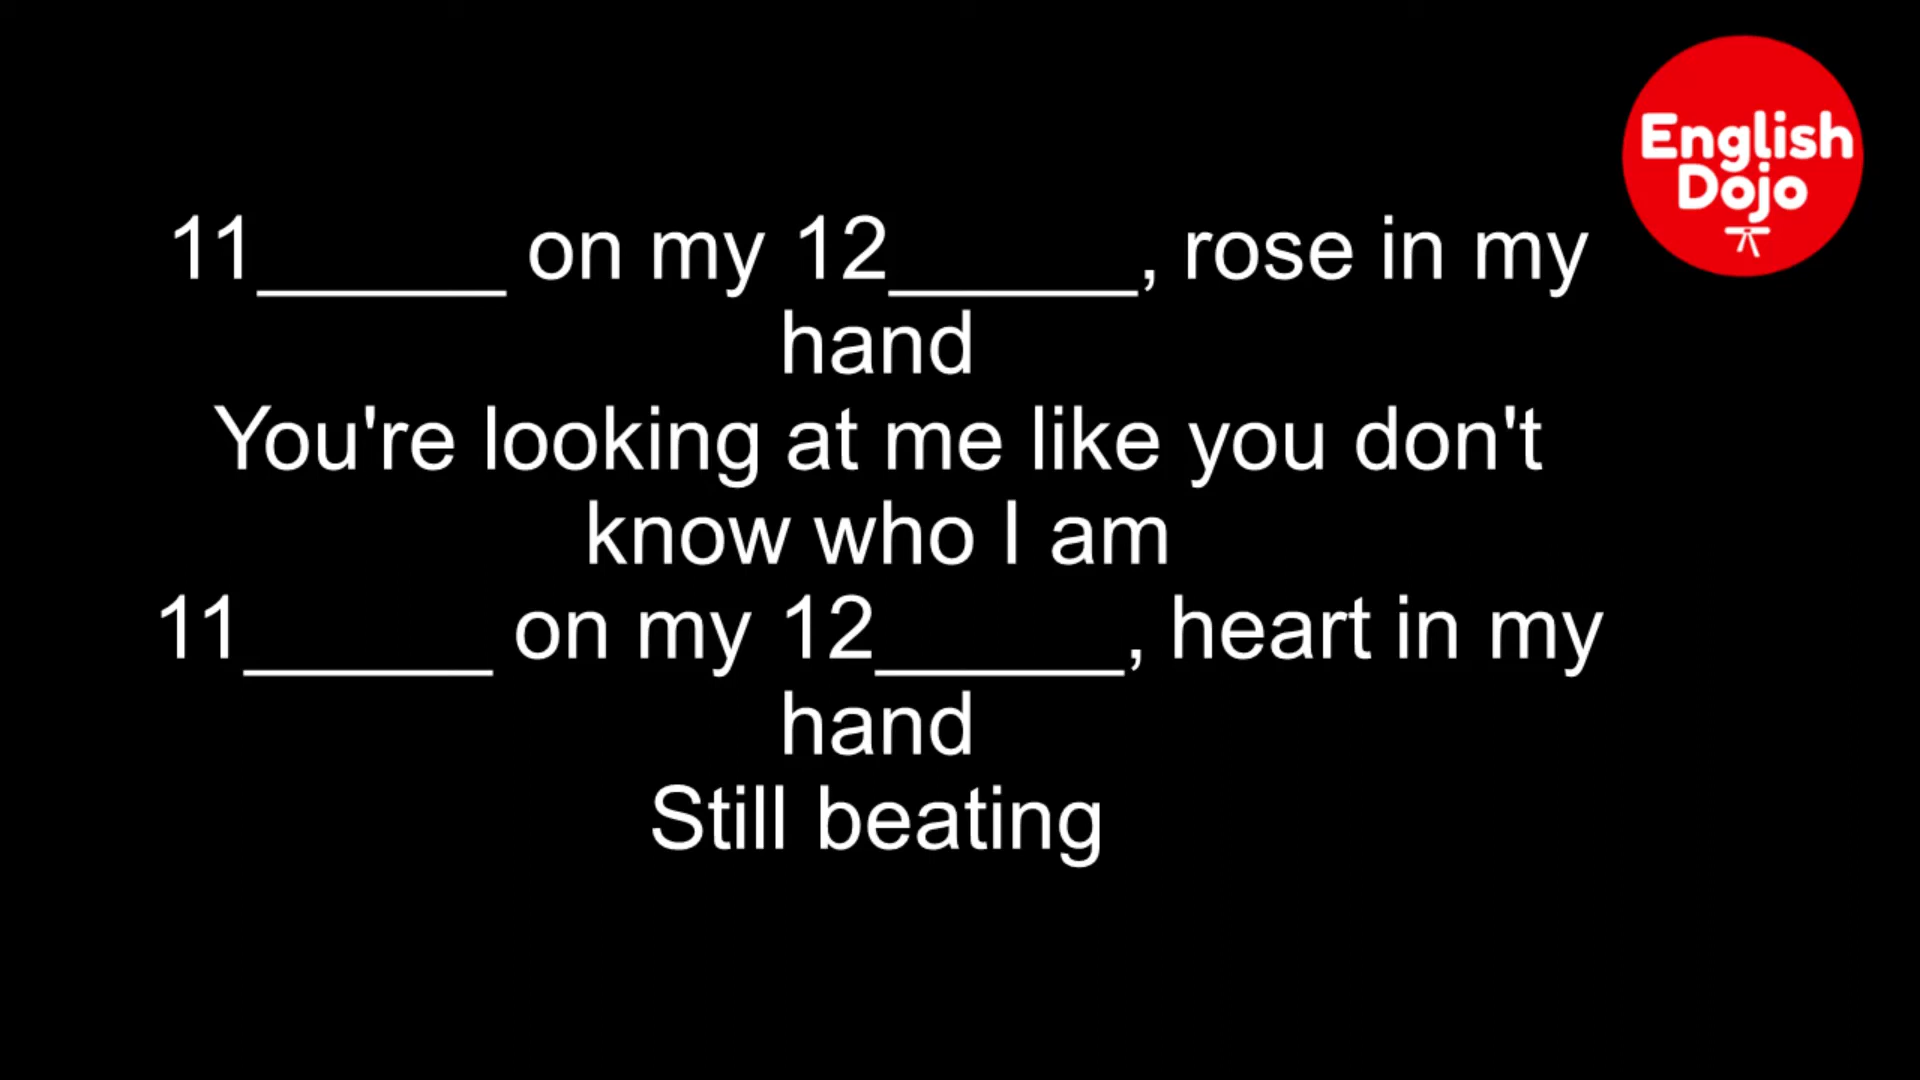 English
Dojo
11______ on my 12______, rose in my
hand
You're looking at me like you don't
know who I am
11______ on my 12______, heart in my
hand
Still beating